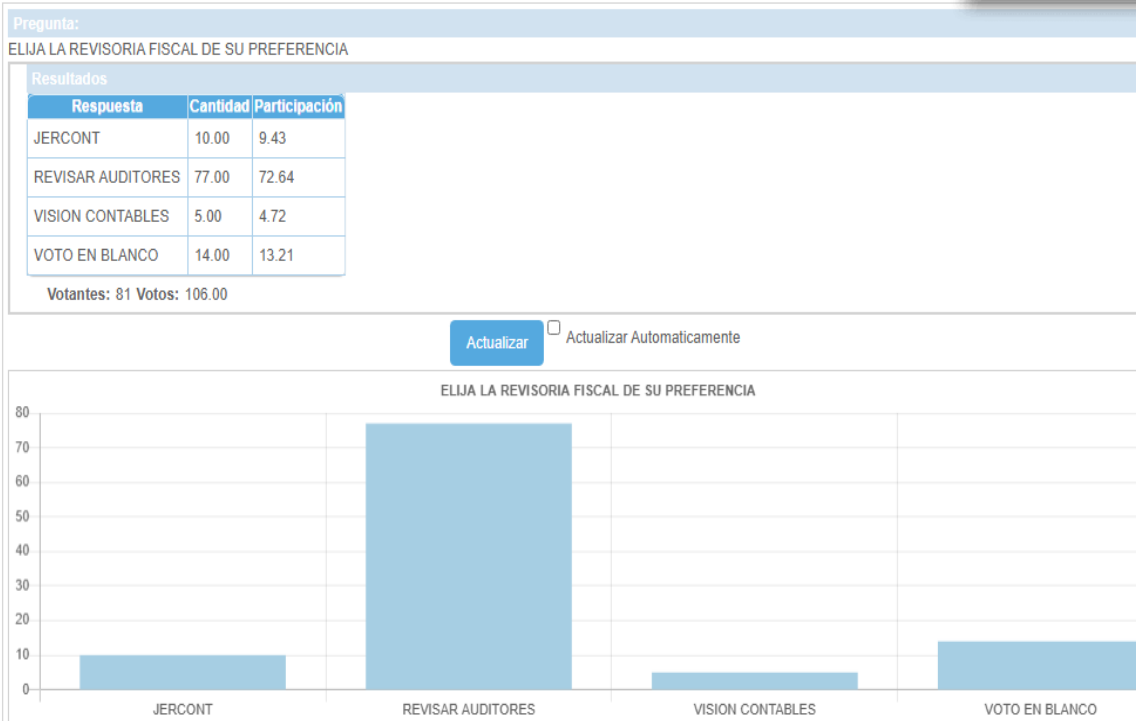 Pregunta:
ELIJA LA REVISORIA FISCAL DE SU PREFERENCIA
Resultados
Respuesta Cantidad Participación
JERCONT 10.00 9.43
REVISAR AUDITORES 77.00 72.64
VISION CONTABLES 5.00 4.72
VOTO EN BLANCO 14.00 13.21
Votantes: 81 Votos: 106.00
Actualizar Actualizar Automaticamente
ELIJA LA REVISORIA FISCAL DE SU PREFERENCIA
80
70
60
50
40
30
20
10
0
JERCONT REVISAR AUDITORES VISION CONTABLES VOTO EN BLANCO